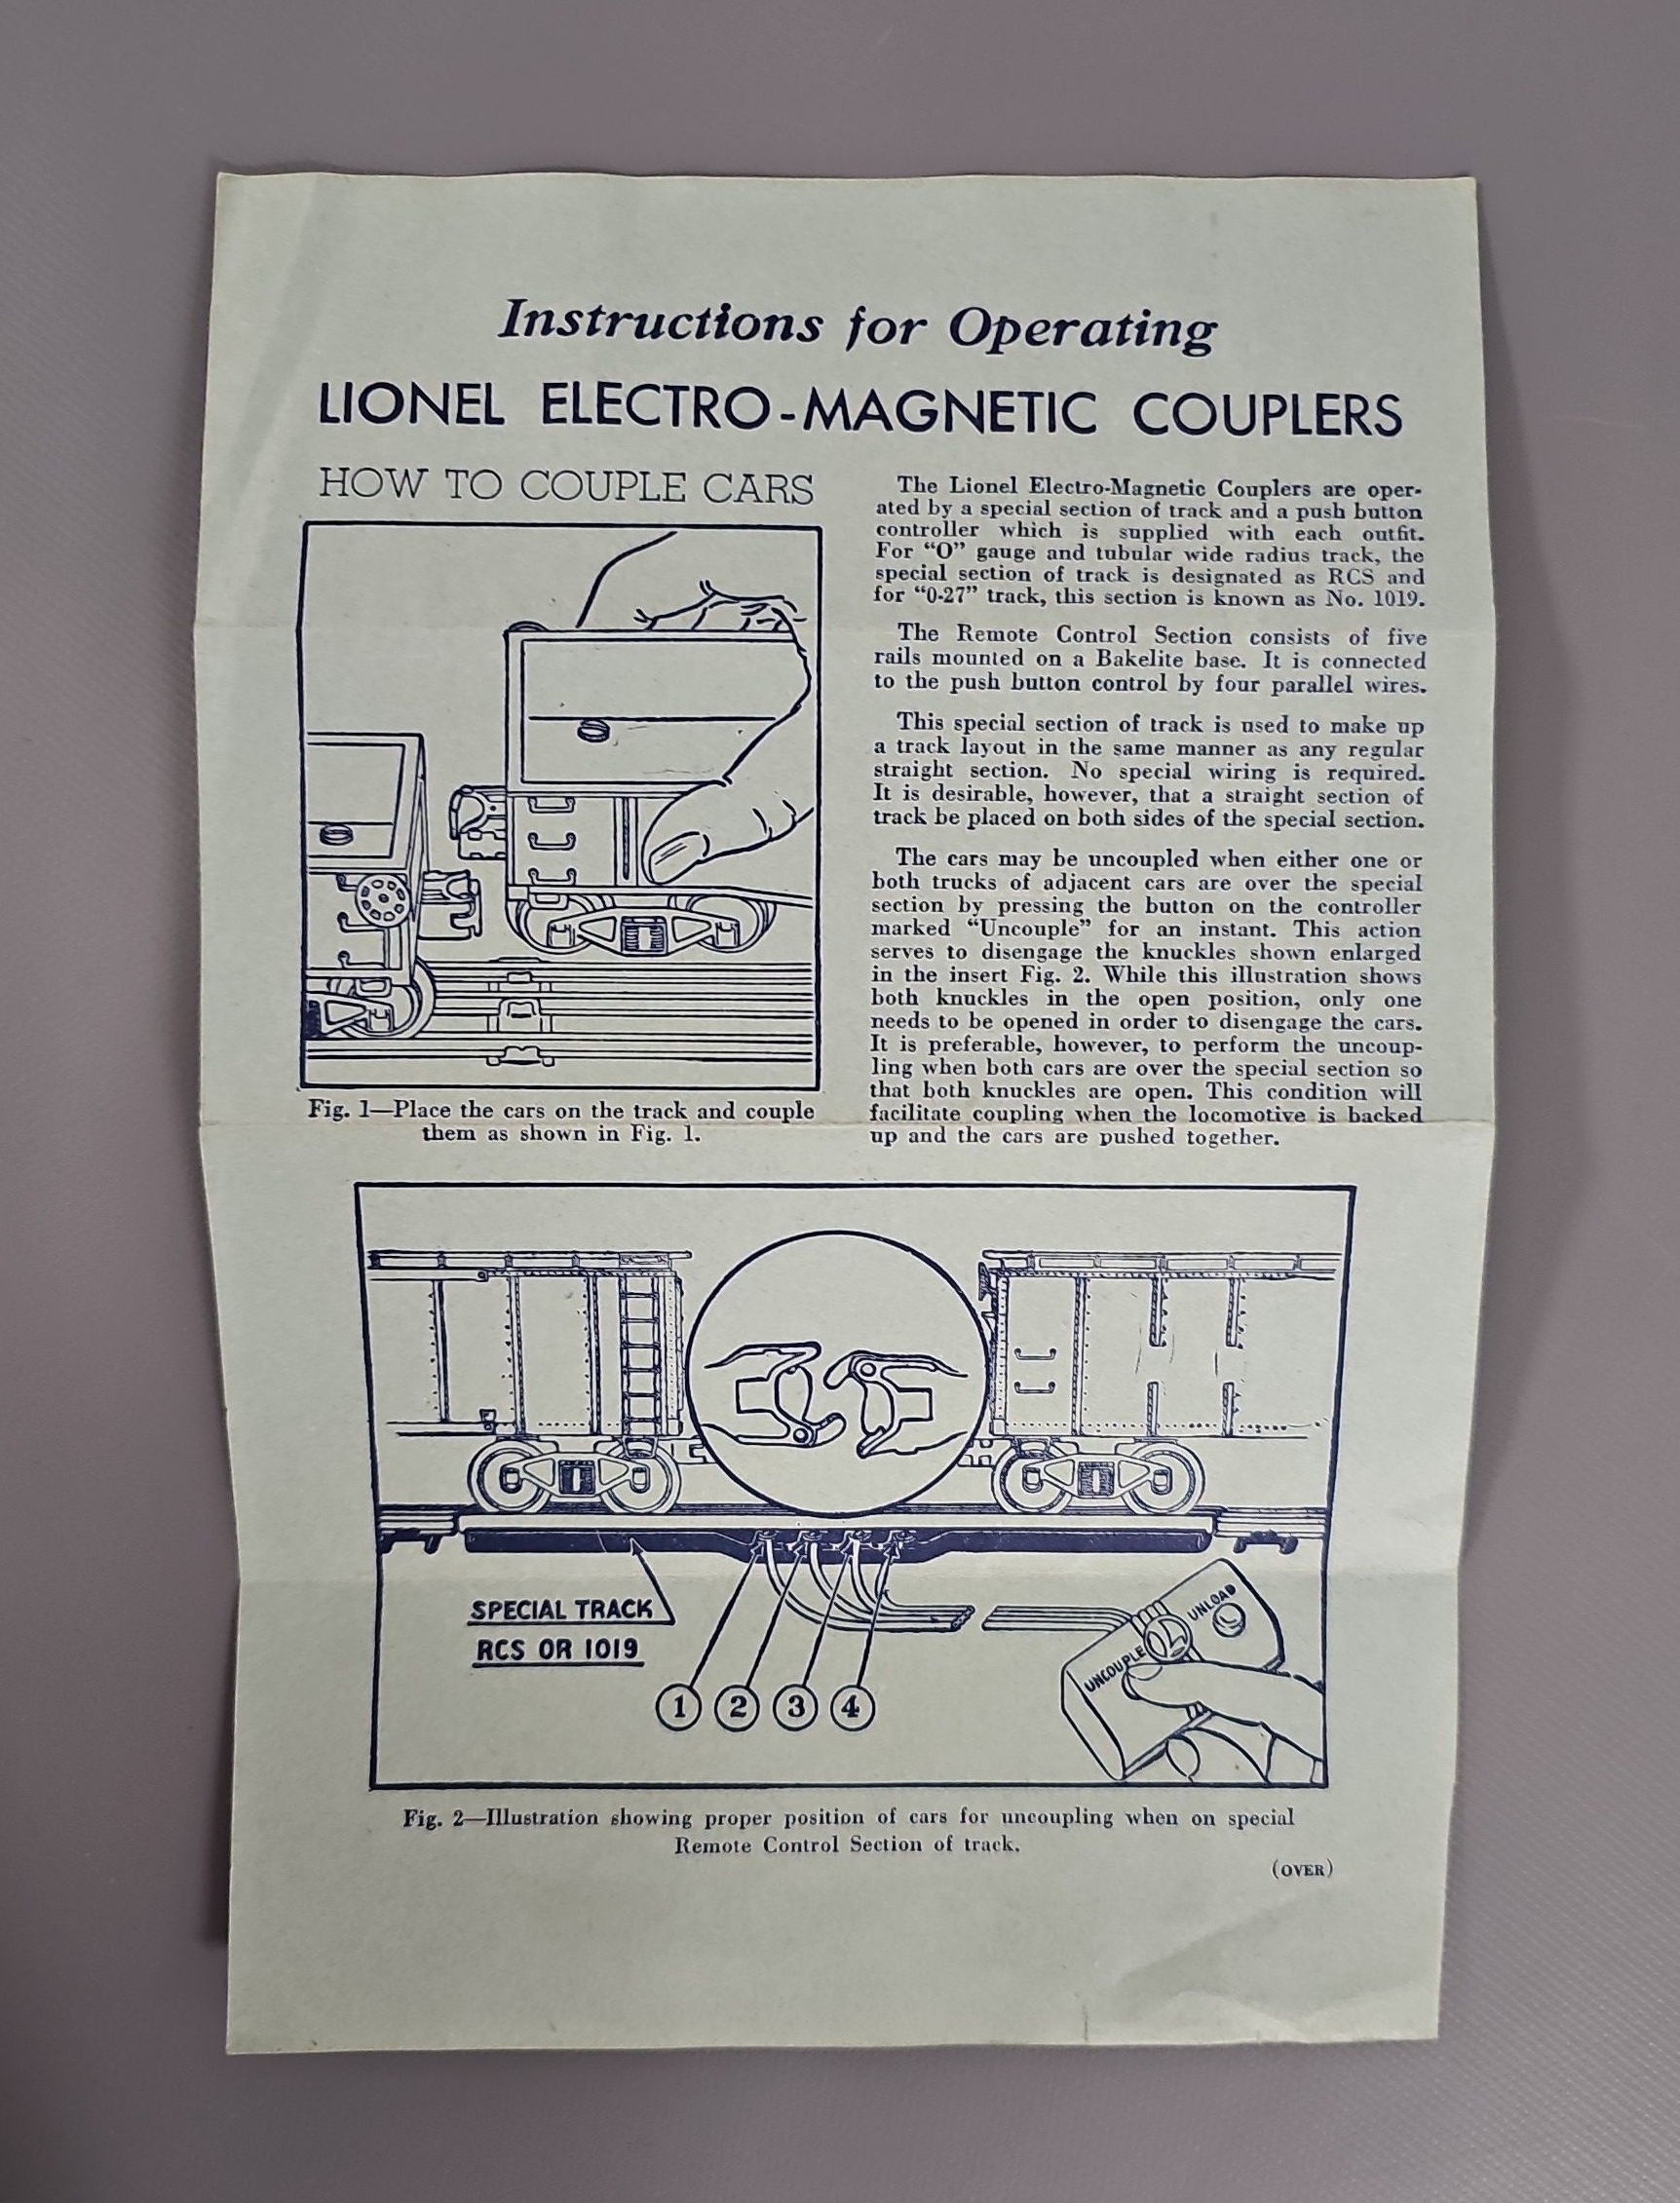 Instructions for Operating
LIONEL ELECTRO-MAGNETIC COUPLERS
HOW TO COUPLE CARS
Fig. 1—Place the cars on the track and couple
them as shown in Fig. 1.
The Lionel Electro-Magnetic Couplers are oper-
ated by a special section of track and a push button
controller which is supplied with each outfit.
For "O" gauge and tubular wide radius track, the
special section of track is designated as RCS and
for "0-27" track, this section is known as No. 1019.
The Remote Control Section consists of five
rails mounted on a Bakelite base. It is connected
to the push button control by four parallel wires.
This special section of track is used to make up
a track layout in the same manner as any regular
straight section. No special wiring is required.
It is desirable, however, that a straight section of
track be placed on both sides of the special section.
The cars may be uncoupled when either one or
both trucks of adjacent cars are over the special
section by pressing the button on the controller
marked "Uncouple" for an instant. This action
serves to disengage the knuckles shown enlarged
in the insert Fig. 2. While this illustration shows
both knuckles in the open position, only one
needs to be opened in order to disengage the cars.
It is preferable, however, to perform the uncoup-
ling when both cars are over the special section so
that both knuckles are open. This condition will
facilitate coupling when the locomotive is backed
up and the cars are pushed together.
SPECIAL TRACK
RCS OR 1019
1 2 3 4
UNCOUPLE
UNLOAD
Fig. 2—Illustration showing proper position of cars for uncoupling when on special
Remote Control Section of track.
(OVER)